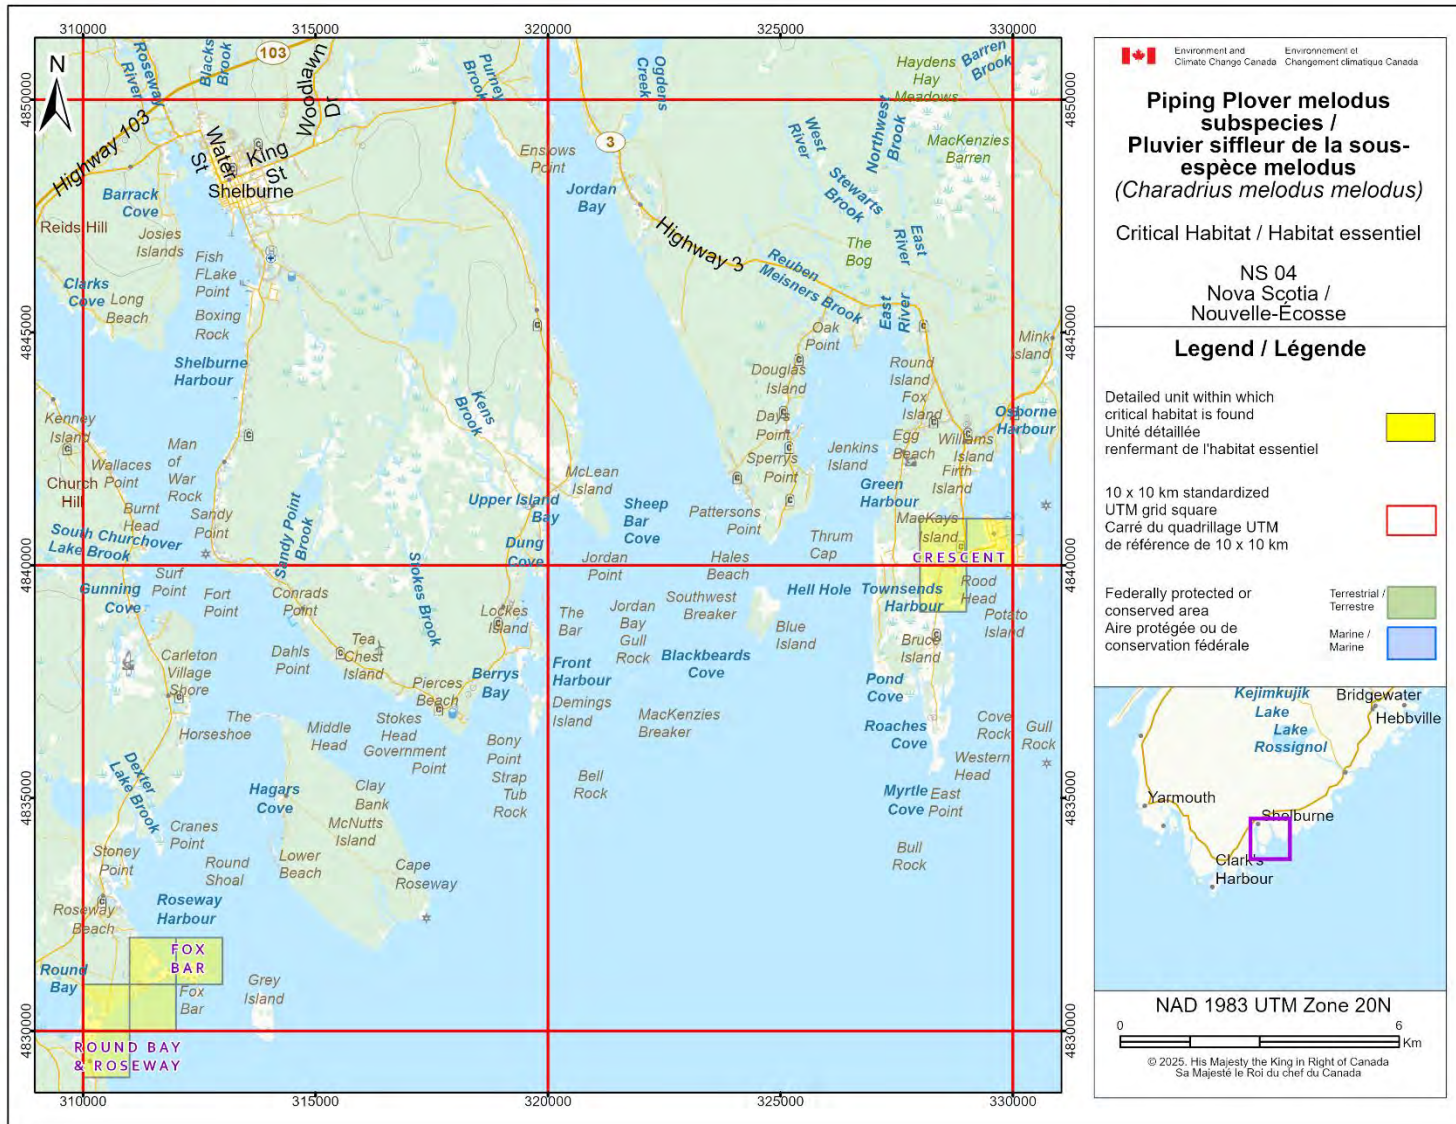 310000
315000
320000
325000
330000
4850000
4845000
4840000
4835000
4830000
4850000
4845000
4840000
4835000
4830000
310000
315000
320000
325000
330000
N
Roseway
River
Blacks
Brook
103
Woodlawn
Dr
Purney
Brook
Ogdens
Creek
Haydens
Hay
Meadows
Barren
Brook
Highway 103
Water
St
King
St
Shelburne
Enslows
Point
3
West
River
Northwest
Brook
MacKenzies
Barren
Barrack
Cove
Jordan
Bay
Stewarts
Brook
Reids Hill
Josies
Islands
Highway 3
The
Bog
East
River
Fish
FLake
Point
Reuben
Meisners Brook
Clarks
Cove
Long
Beach
Boxing
Rock
East
River
Oak
Point
Mink
Island
Shelburne
Harbour
Douglas
Island
Round
Island
Fox
Island
Kens
Brook
Days
Point
Osborne
Harbour
Kenney
Island
Man
of
War
Rock
Egg
Beach
Williams
Island
Wallaces
Point
Sperrys
Point
Jenkins
Island
Firth
Island
Church
Hill
McLean
Island
Burnt
Head
Sandy
Point
Upper Island
Bay
Sheep
Bar
Cove
Green
Harbour
Pattersons
Point
MacKays
Island
South Churchover
Lake Brook
Sandy Point
Brook
Dung
Cove
Thrum
Cap
CRESCENT
Stokes Brook
Jordan
Point
Hales
Beach
Surf
Point
Gunning
Cove
Fort
Point
Conrads
Point
Hell Hole
Townsends
Harbour
Rood
Head
Southwest
Breaker
Lockes
Island
The
Bar
Jordan
Bay
Gull
Rock
Potato
Island
Blue
Island
Tea
Chest
Island
Bruce
Island
Carleton
Village
Shore
Dahls
Point
Blackbeards
Cove
Berrys
Bay
Front
Harbour
Pierces
Beach
Pond
Cove
Demings
Island
MacKenzies
Breaker
The
Horseshoe
Middle
Head
Stokes
Head
Government
Point
Roaches
Cove
Cove
Rock
Gull
Rock
Bony
Point
Strap
Tub
Rock
Western
Head
Dexter
Lake Brook
Hagars
Cove
Clay
Bank
McNutts
Island
Bell
Rock
Myrtle
Cove
East
Point
Cranes
Point
Stoney
Point
Round
Shoal
Lower
Beach
Cape
Roseway
Bull
Rock
Roseway
Harbour
Roseway
Beach
FOX
BAR
Round
Bay
Fox
Bar
Grey
Island
ROUND BAY
& ROSEWAY
Environment and
Climate Change Canada
Environnement et
Changement climatique Canada
Piping Plover melodus
subspecies /
Pluvier siffleur de la sous-
espèce melodus
(Charadrius melodus melodus)
Critical Habitat / Habitat essentiel
NS 04
Nova Scotia /
Nouvelle-Écosse
Legend / Légende
Detailed unit within which
critical habitat is found
Unité détaillée
renfermant de l'habitat essentiel
10 x 10 km standardized
UTM grid square
Carré du quadrillage UTM
de référence de 10 x 10 km
Federally protected or
conserved area
Aire protégée ou de
conservation fédérale
Terrestrial /
Terrestre
Marine /
Marine
Kejimkujik
Lake
Lake
Rossignol
Bridgewater
Hebbville
Yarmouth
Shelburne
Clark's
Harbour
NAD 1983 UTM Zone 20N
0
6
Km
© 2025. His Majesty the King in Right of Canada
Sa Majesté le Roi du chef du Canada